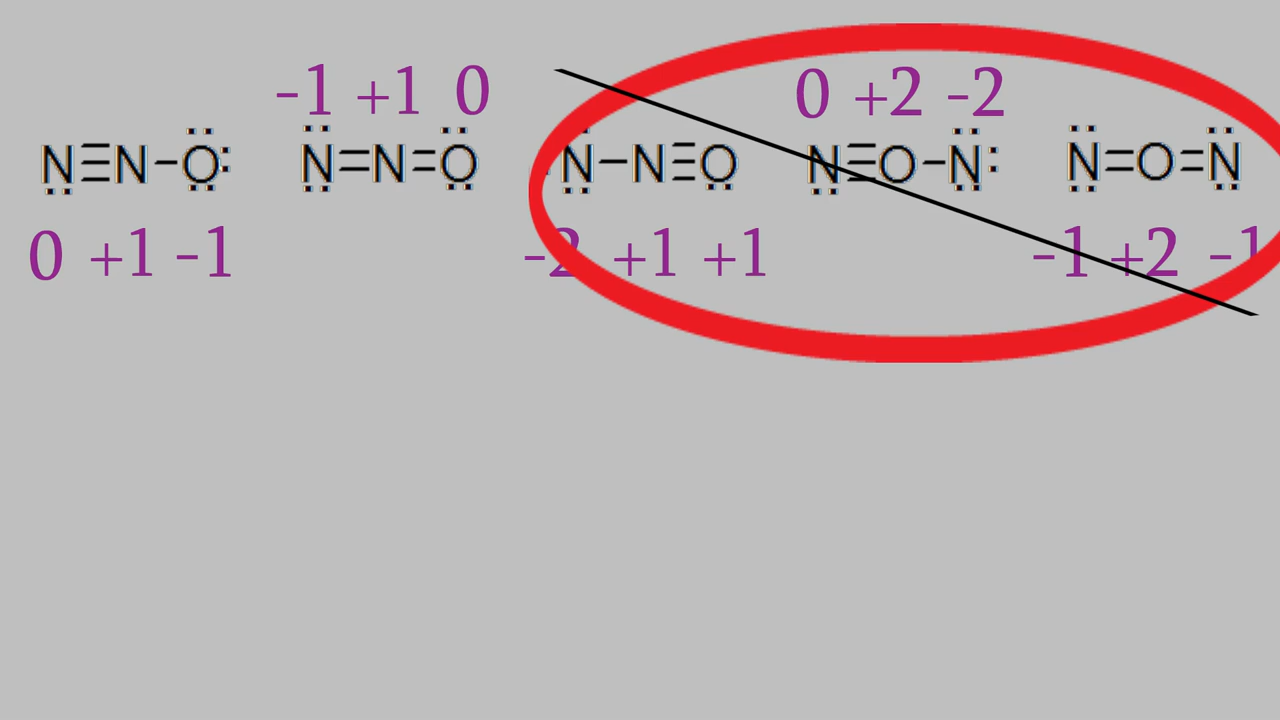 -1 +1 0 0 +2 -2
N≡N-O N=N=O N-N≡O N≡O-N N=O=N
0 +1 -1 -2 +1 +1 -1 +2 -1